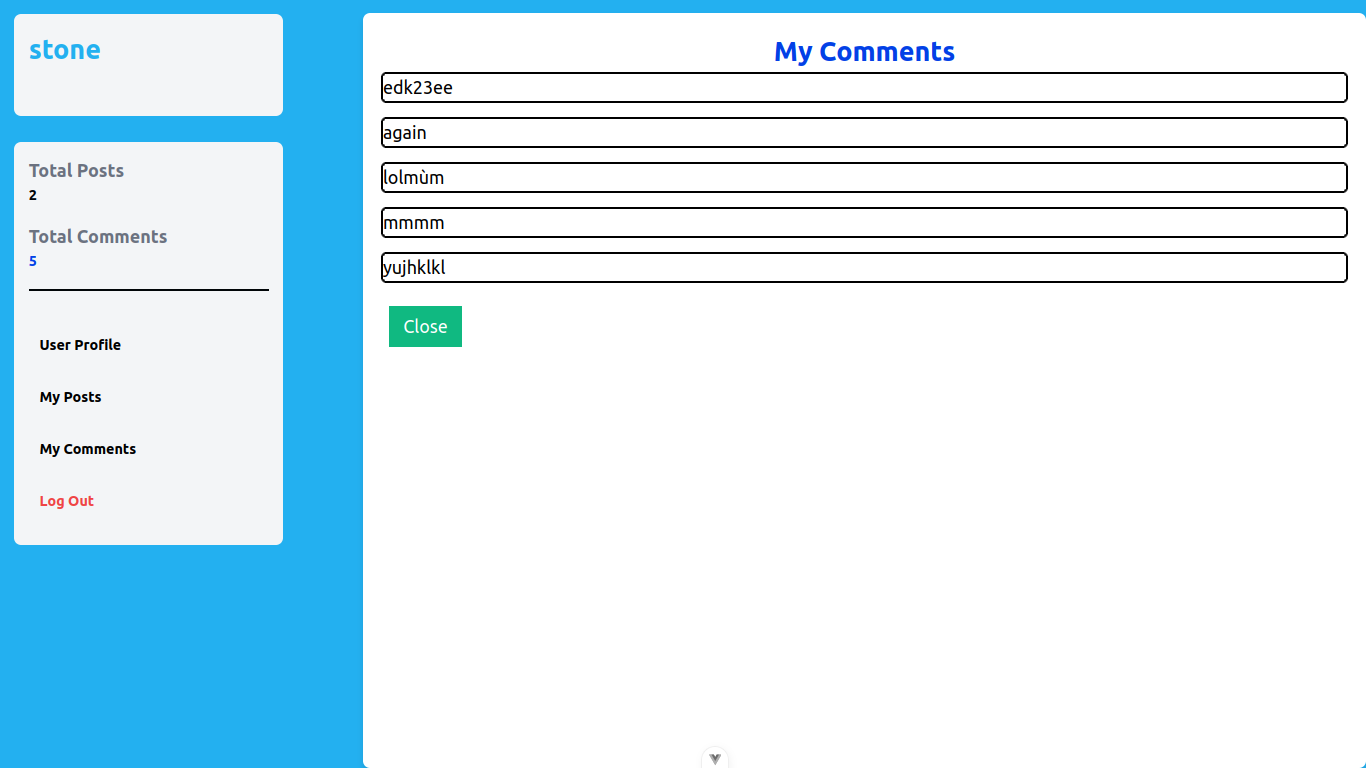 stone
Total Posts
2
Total Comments
5
User Profile
My Posts
My Comments
Log Out
My Comments
edk23ee
again
lolmùm
mmmm
yujhklkl
Close